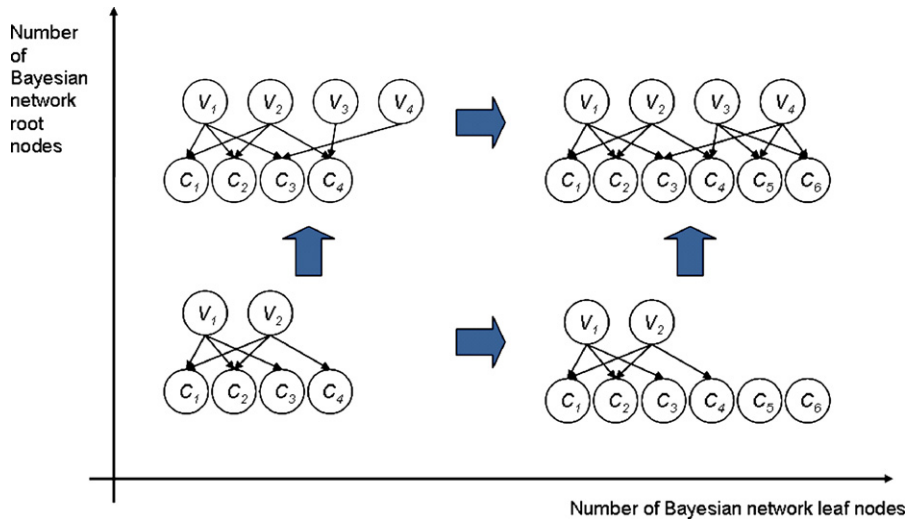 Number
of
Bayesian
network
root
nodes
V1 V2 V3 V4
C1 C2 C3 C4
V1 V2 V3 V4
C1 C2 C3 C4 C5 C6
V1 V2
C1 C2 C3 C4
V1 V2
C1 C2 C3 C4 C5 C6
Number of Bayesian network leaf nodes